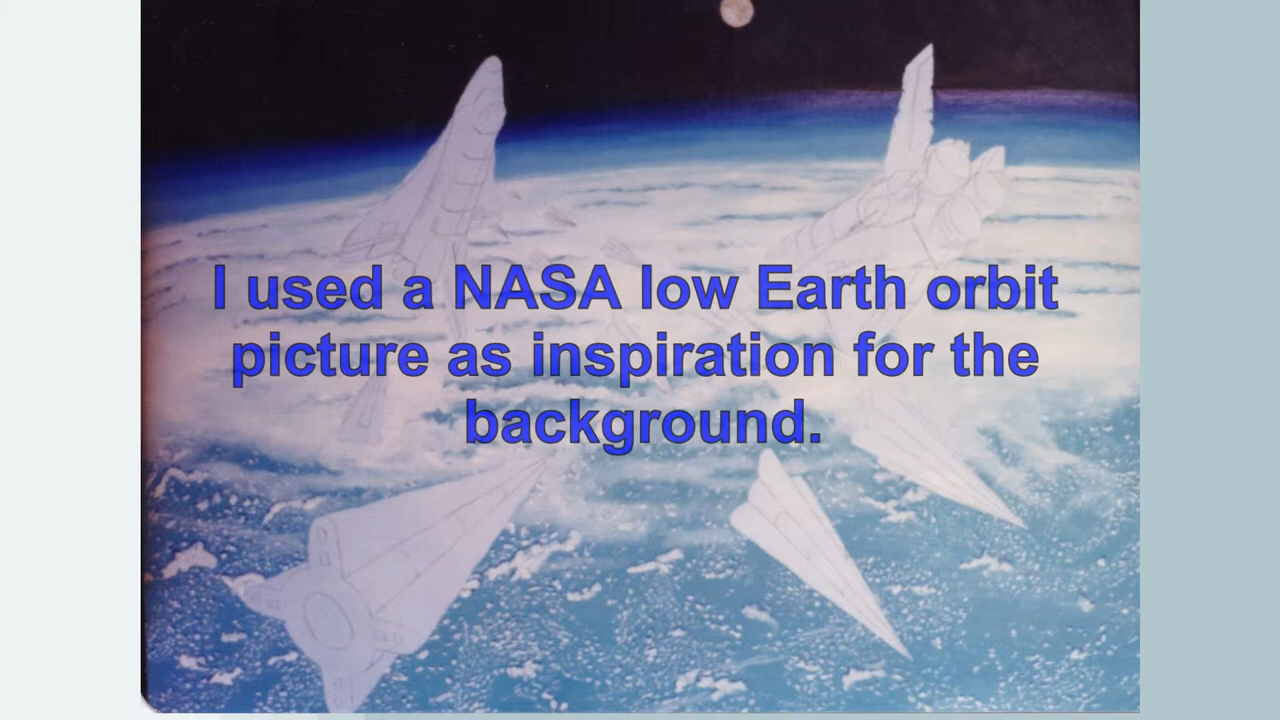 I used a NASA low Earth orbit
picture as inspiration for the
background.